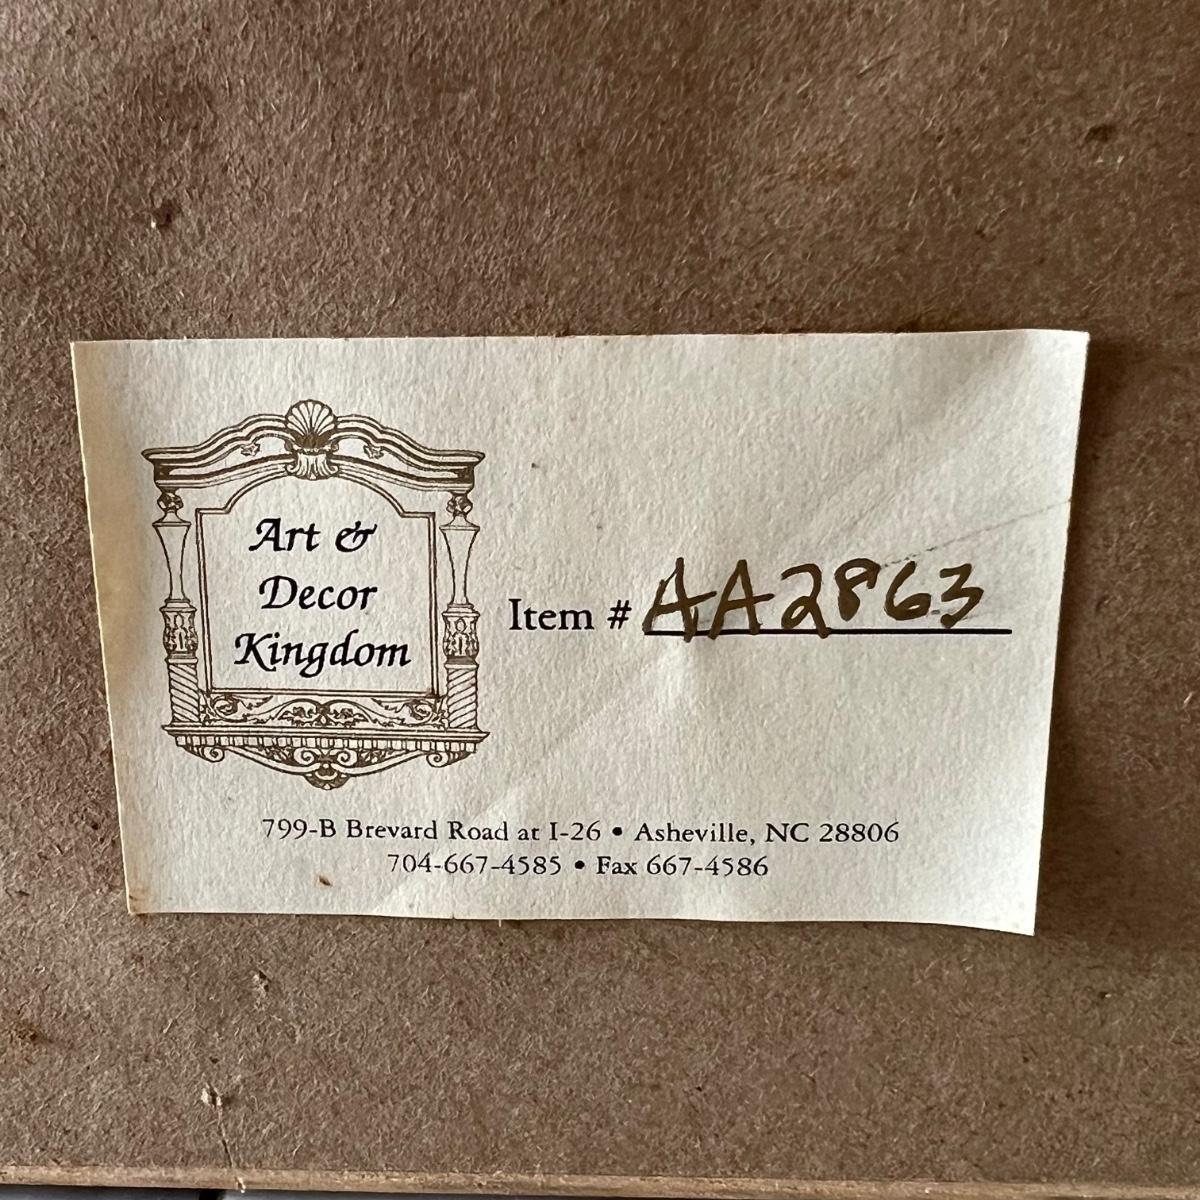 Art &
Decor
Kingdom
Item # AA2863
799-B Brevard Road at I-26 • Asheville, NC 28806
704-667-4585 • Fax 667-4586